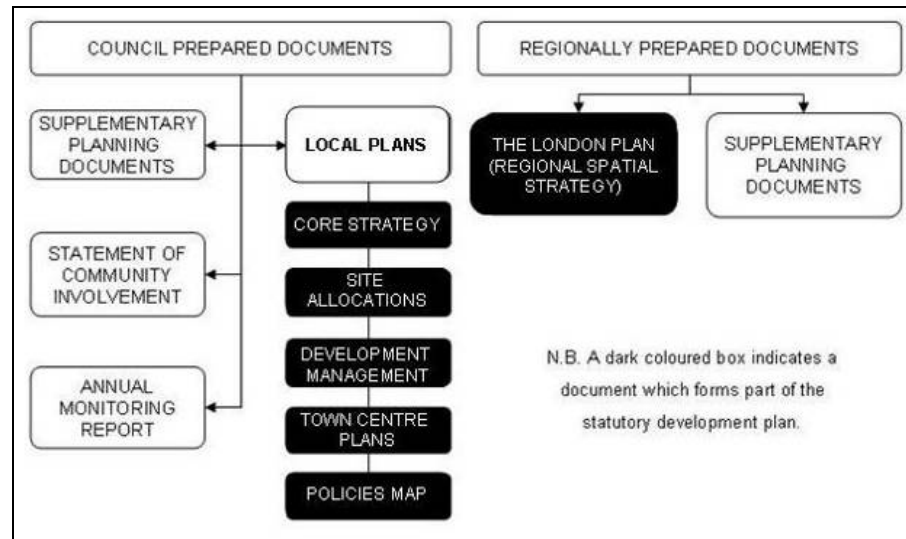 COUNCIL PREPARED DOCUMENTS
REGIONALLY PREPARED DOCUMENTS
SUPPLEMENTARY
PLANNING
DOCUMENTS
LOCAL PLANS
THE LONDON PLAN
(REGIONAL SPATIAL
STRATEGY)
SUPPLEMENTARY
PLANNING
DOCUMENTS
CORE STRATEGY
STATEMENT OF
COMMUNITY
INVOLVEMENT
SITE
ALLOCATIONS
DEVELOPMENT
MANAGEMENT
N.B. A dark coloured box indicates a
document which forms part of the
statutory development plan.
ANNUAL
MONITORING
REPORT
TOWN CENTRE
PLANS
POLICIES MAP